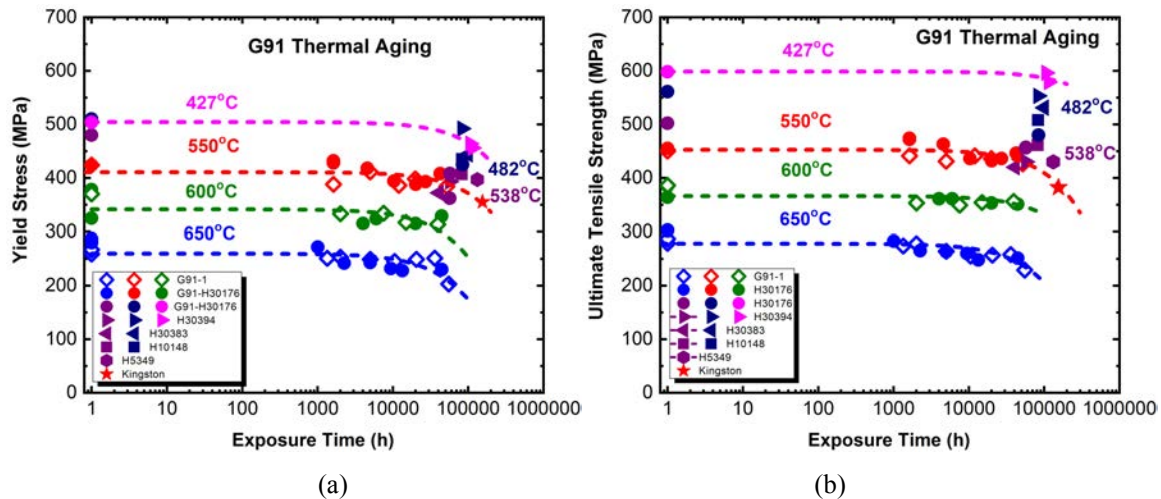 (a)
G91 Thermal Aging
Yield Stress (MPa)
700
600
500
400
300
200
100
0
427°C
550°C
482°C
600°C
538°C
650°C
G91-1
G91-H30176
G91-H30176
H30394
H30383
H10148
H5349
Kingston
1 10 100 1000 10000 100000 1000000
Exposure Time (h)
(b)
G91 Thermal Aging
Ultimate Tensile Strength (MPa)
700
600
500
400
300
200
100
0
427°C
550°C
482°C
600°C
538°C
650°C
G91-1
H30176
H30176
H30394
H30383
H10148
H5349
Kingston
1 10 100 1000 10000 100000 1000000
Exposure Time (h)
(a) (b)